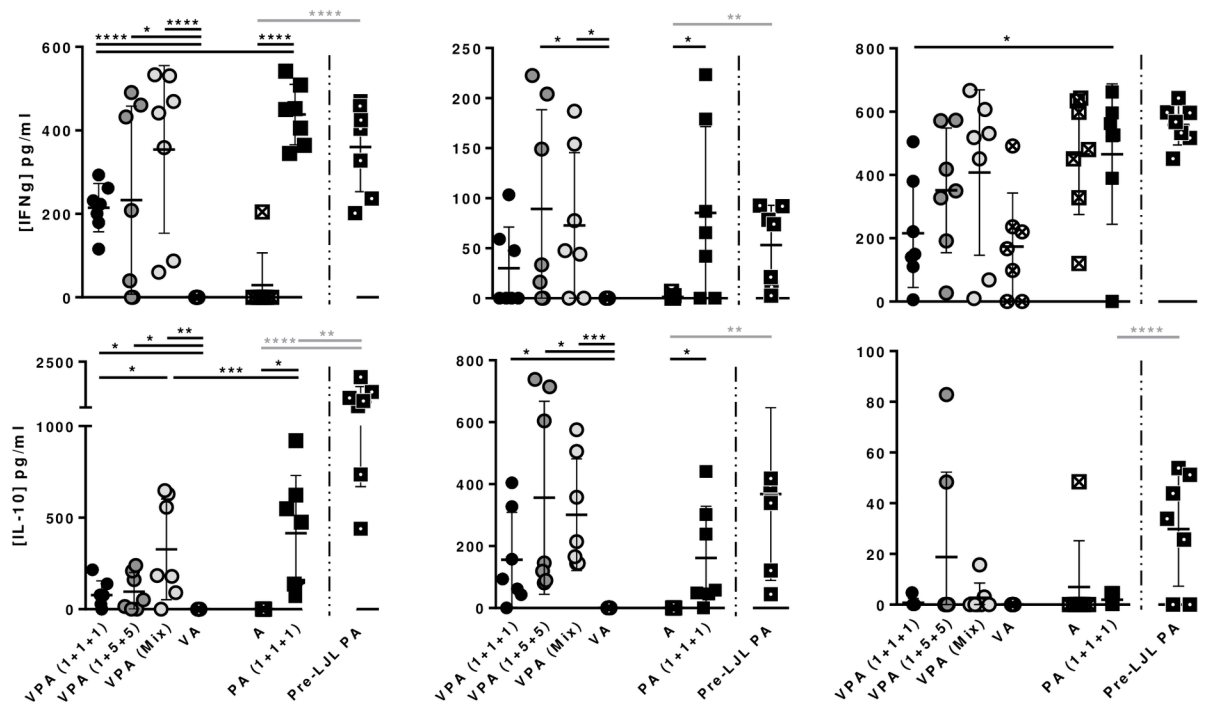 **** * **** **** ****
600
400
200
0
[IFNg] pg/ml
* * * **
250
200
150
100
50
0
*
800
600
400
200
0
* * ** * *** * **** **
2500
1000
500
0
[IL-10] pg/ml
VPA (1+1+1)
VPA (1+5+5)
VPA (Mix)
VA
A
PA (1+1+1)
Pre-LJL PA
* * *** * **
800
600
400
200
0
VPA (1+1+1)
VPA (1+5+5)
VPA (Mix)
VA
A
PA (1+1+1)
Pre-LJL PA
****
100
80
60
40
20
0
VPA (1+1+1)
VPA (1+5+5)
VPA (Mix)
VA
A
PA (1+1+1)
Pre-LJL PA